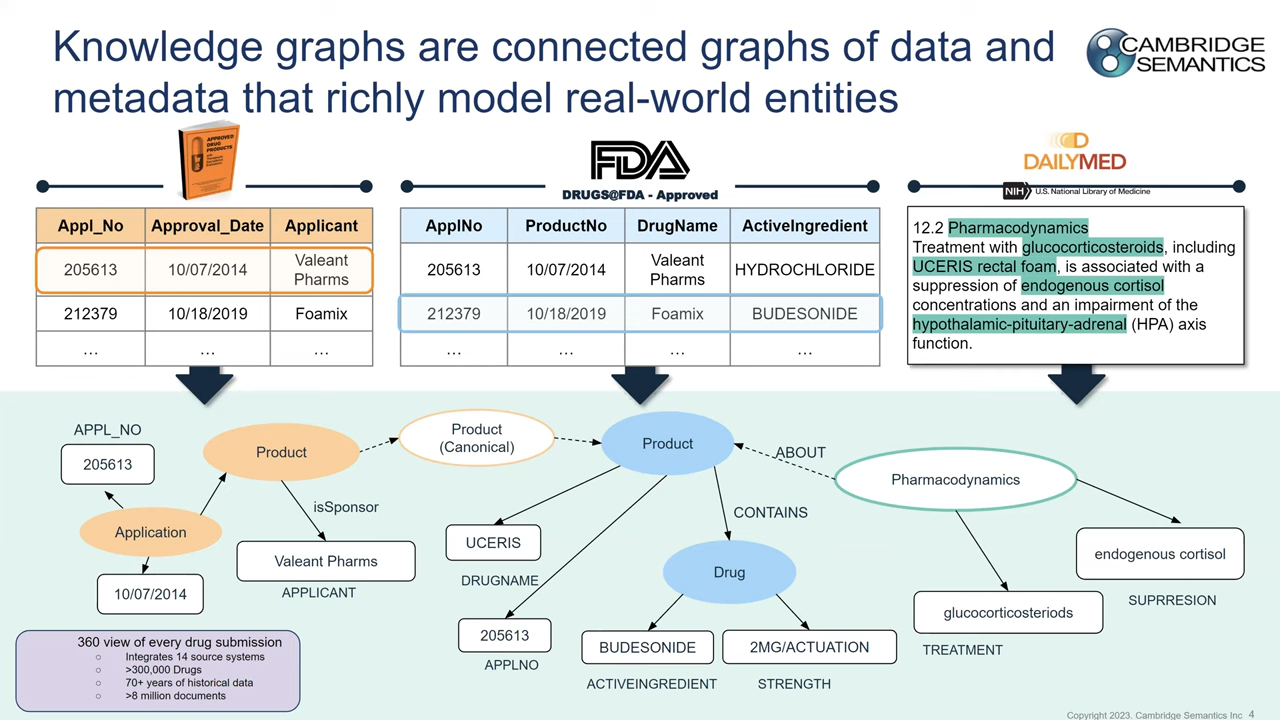 Knowledge graphs are connected graphs of data and
metadata that richly model real-world entities
CAMBRIDGE
SEMANTICS
APPROVED
DRUG
PRODUCTS
FDA
DRUGS@FDA - Approved
DAILYMED
NIH U.S. National Library of Medicine
Appl_No Approval_Date Applicant
205613 10/07/2014 Valeant Pharms
212379 10/18/2019 Foamix
... ... ...
ApplNo ProductNo DrugName ActiveIngredient
205613 10/07/2014 Valeant Pharms HYDROCHLORIDE
212379 10/18/2019 Foamix BUDESONIDE
... ... ... ...
12.2 Pharmacodynamics
Treatment with glucocorticosteroids, including
UCERIS rectal foam, is associated with a
suppression of endogenous cortisol
concentrations and an impairment of the
hypothalamic-pituitary-adrenal (HPA) axis
function.
APPL_NO
205613
Application
10/07/2014
Product
isSponsor
Valeant Pharms
APPLICANT
Product
(Canonical)
Product
UCERIS
DRUGNAME
205613
APPLNO
CONTAINS
Drug
BUDESONIDE
ACTIVEINGREDIENT
2MG/ACTUATION
STRENGTH
ABOUT
Pharmacodynamics
glucocorticosteriods
TREATMENT
endogenous cortisol
SUPRRESION
360 view of every drug submission
○ Integrates 14 source systems
○ >300,000 Drugs
○ 70+ years of historical data
○ >8 million documents
Copyright 2023. Cambridge Semantics Inc 4